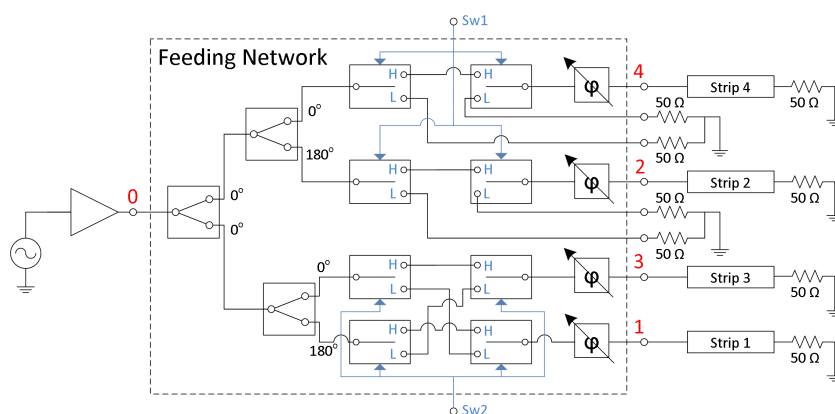 Sw1
Feeding Network
H H φ 4 Strip 4 50 Ω
L L 50 Ω
0°
180°
50 Ω
H H φ 2 Strip 2 50 Ω
L L 50 Ω
0 0°
0°
50 Ω
0° H H φ 3 Strip 3 50 Ω
L L
180° H H φ 1 Strip 1 50 Ω
L L
Sw2